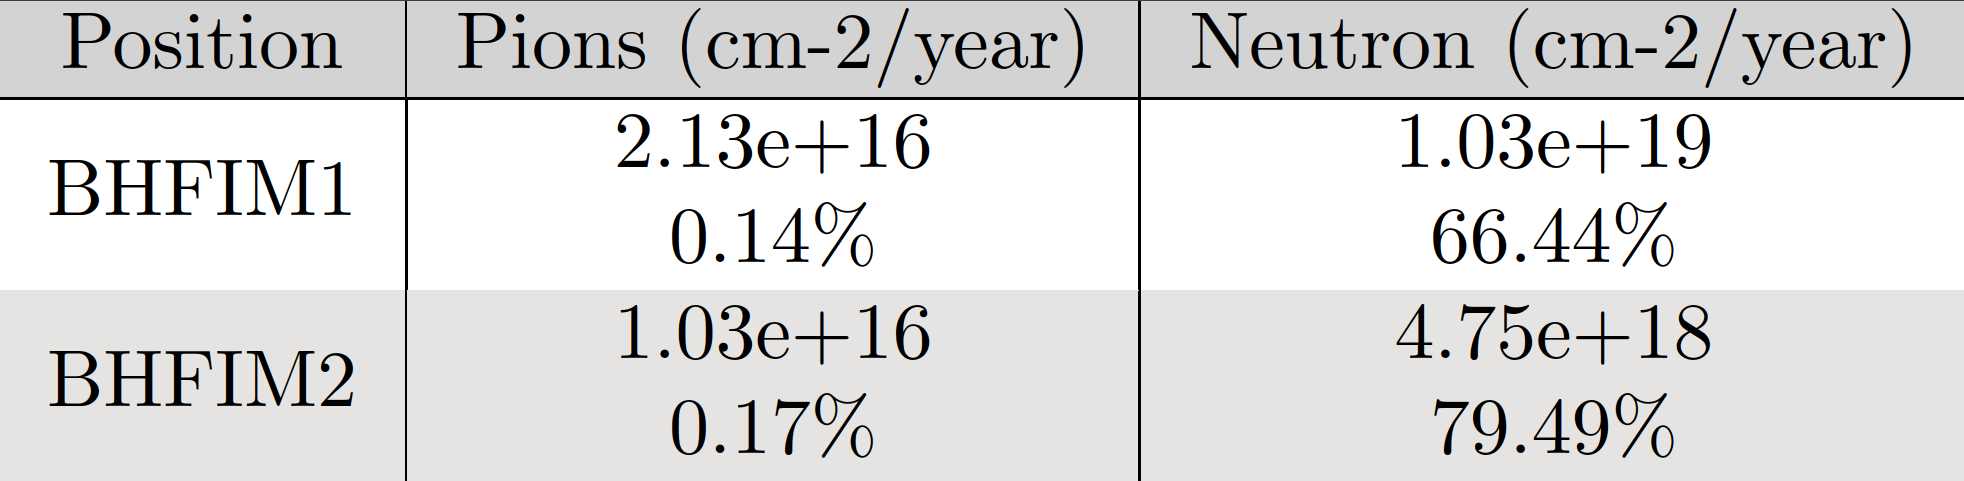 Position Pions (cm-2/year) Neutron (cm-2/year)
BHFIM1 2.13e+16 1.03e+19
0.14% 66.44%
BHFIM2 1.03e+16 4.75e+18
0.17% 79.49%